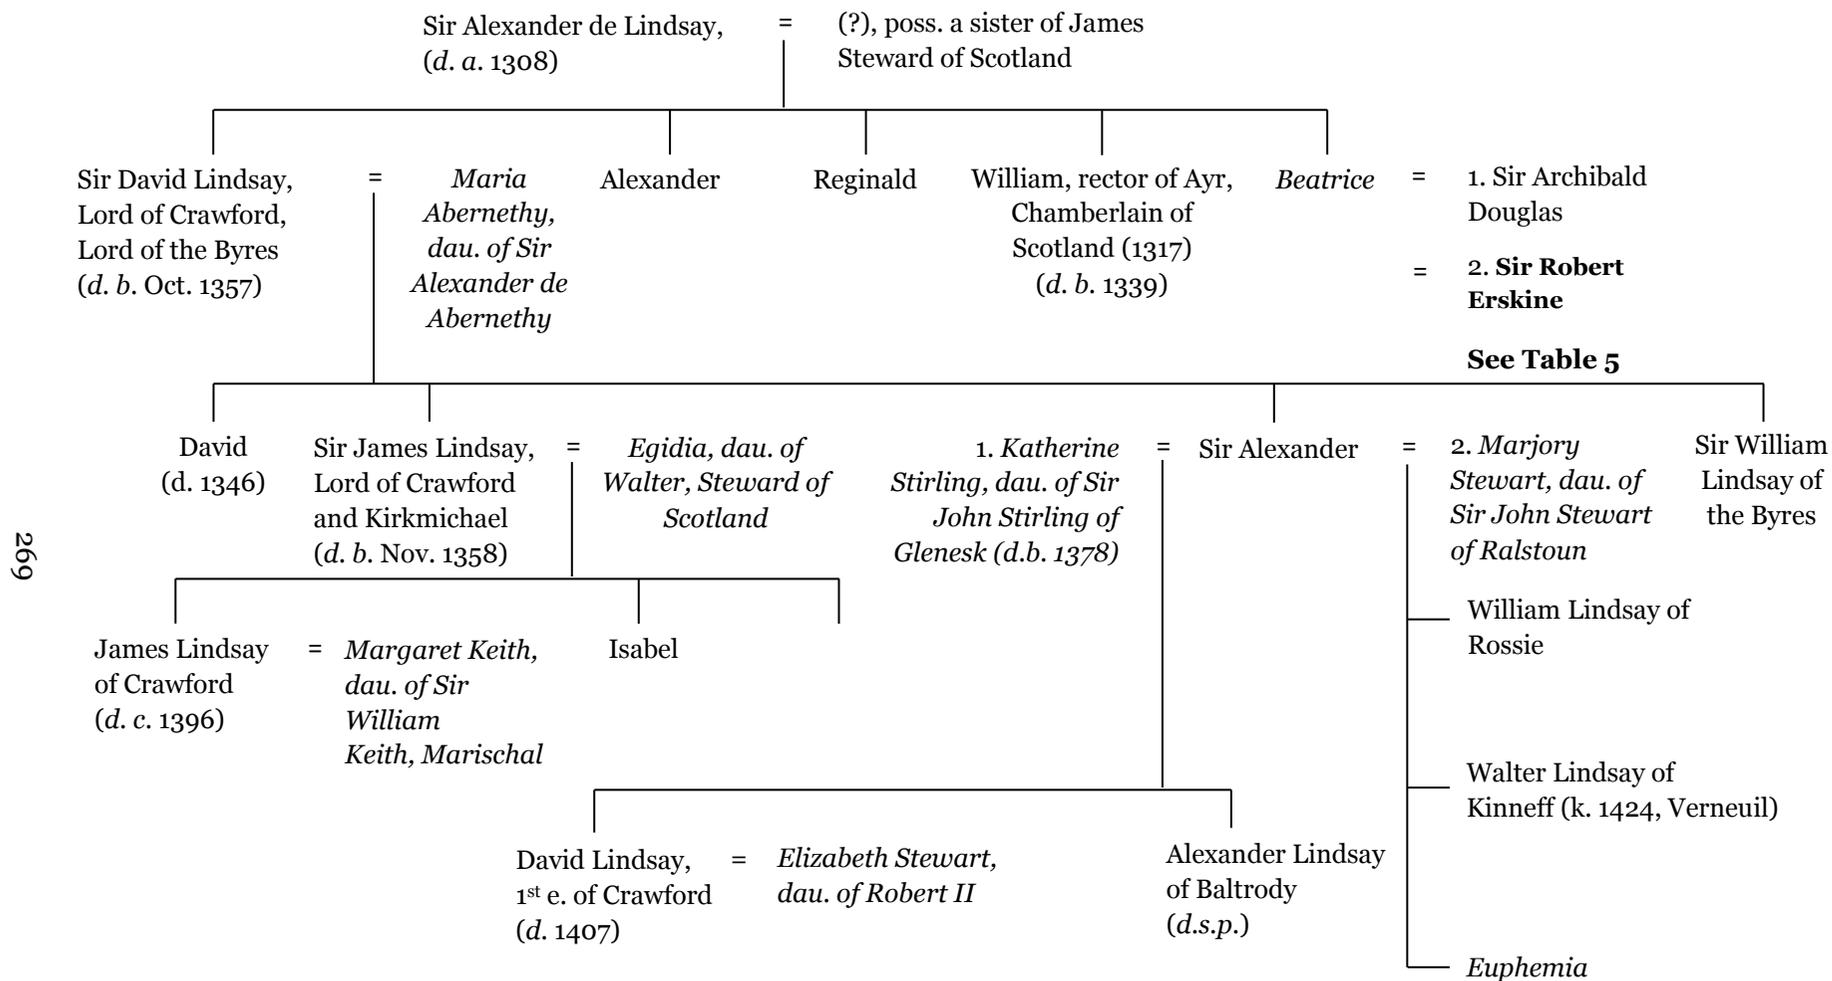 Sir Alexander de Lindsay,
(d. a. 1308)
=
(?), poss. a sister of James
Steward of Scotland
Sir David Lindsay,
Lord of Crawford,
Lord of the Byres
(d. b. Oct. 1357)
=
Maria
Abernethy,
dau. of Sir
Alexander de
Abernethy
Alexander
Reginald
William, rector of Ayr,
Chamberlain of
Scotland (1317)
(d. b. 1339)
Beatrice
=
1. Sir Archibald
Douglas
=
2. Sir Robert
Erskine
See Table 5
David
(d. 1346)
Sir James Lindsay,
Lord of Crawford
and Kirkmichael
(d. b. Nov. 1358)
=
Egidia, dau. of
Walter, Steward of
Scotland
1. Katherine
Stirling, dau. of Sir
John Stirling of
Glenesk (d.b. 1378)
=
Sir Alexander
=
2. Marjory
Stewart, dau. of
Sir John Stewart
of Ralstoun
Sir William
Lindsay of
the Byres
269
James Lindsay
of Crawford
(d. c. 1396)
=
Margaret Keith,
dau. of Sir
William
Keith, Marischal
Isabel
William Lindsay of
Rossie
Walter Lindsay of
Kinneff (k. 1424, Verneuil)
David Lindsay,
1st e. of Crawford
(d. 1407)
=
Elizabeth Stewart,
dau. of Robert II
Alexander Lindsay
of Baltrody
(d.s.p.)
Euphemia